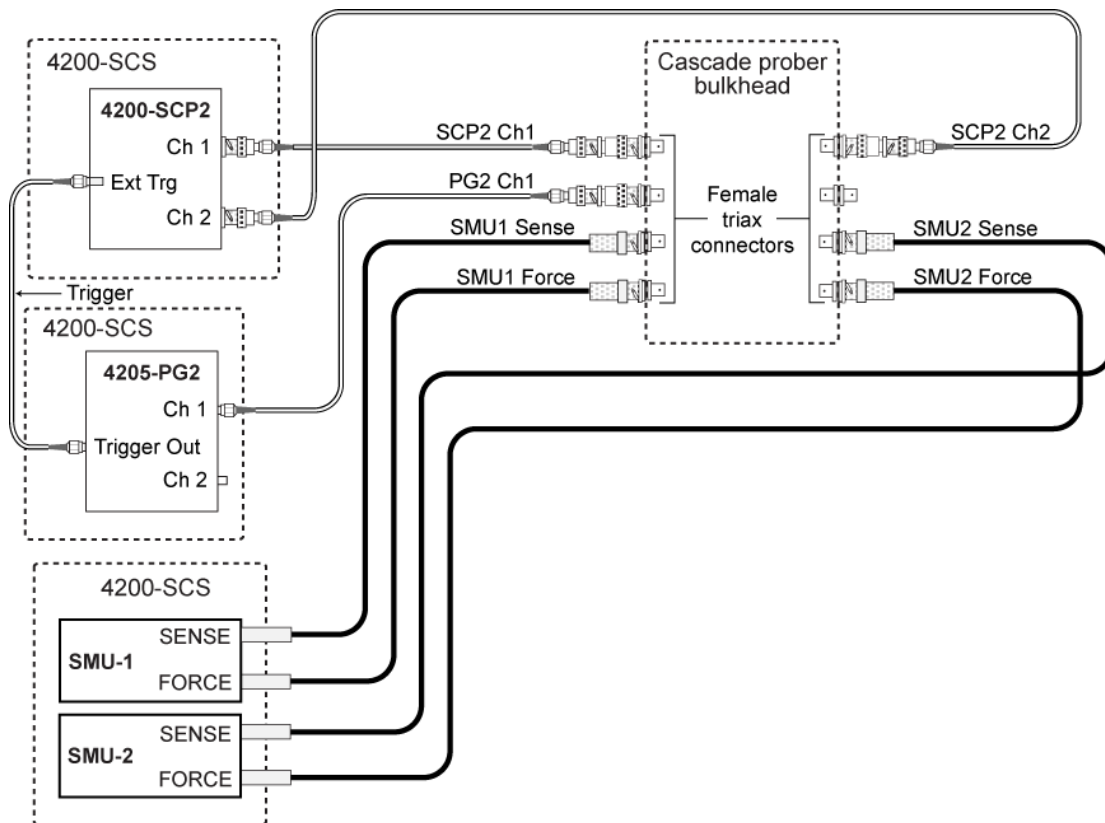 4200-SCS
4200-SCP2
Ch 1
Ext Trg
Ch 2
Trigger
4200-SCS
4205-PG2
Ch 1
Trigger Out
Ch 2
4200-SCS
SMU-1
SENSE
FORCE
SMU-2
SENSE
FORCE
Cascade prober
bulkhead
SCP2 Ch1
PG2 Ch1
SMU1 Sense
SMU1 Force
Female
triax
connectors
SCP2 Ch2
SMU2 Sense
SMU2 Force